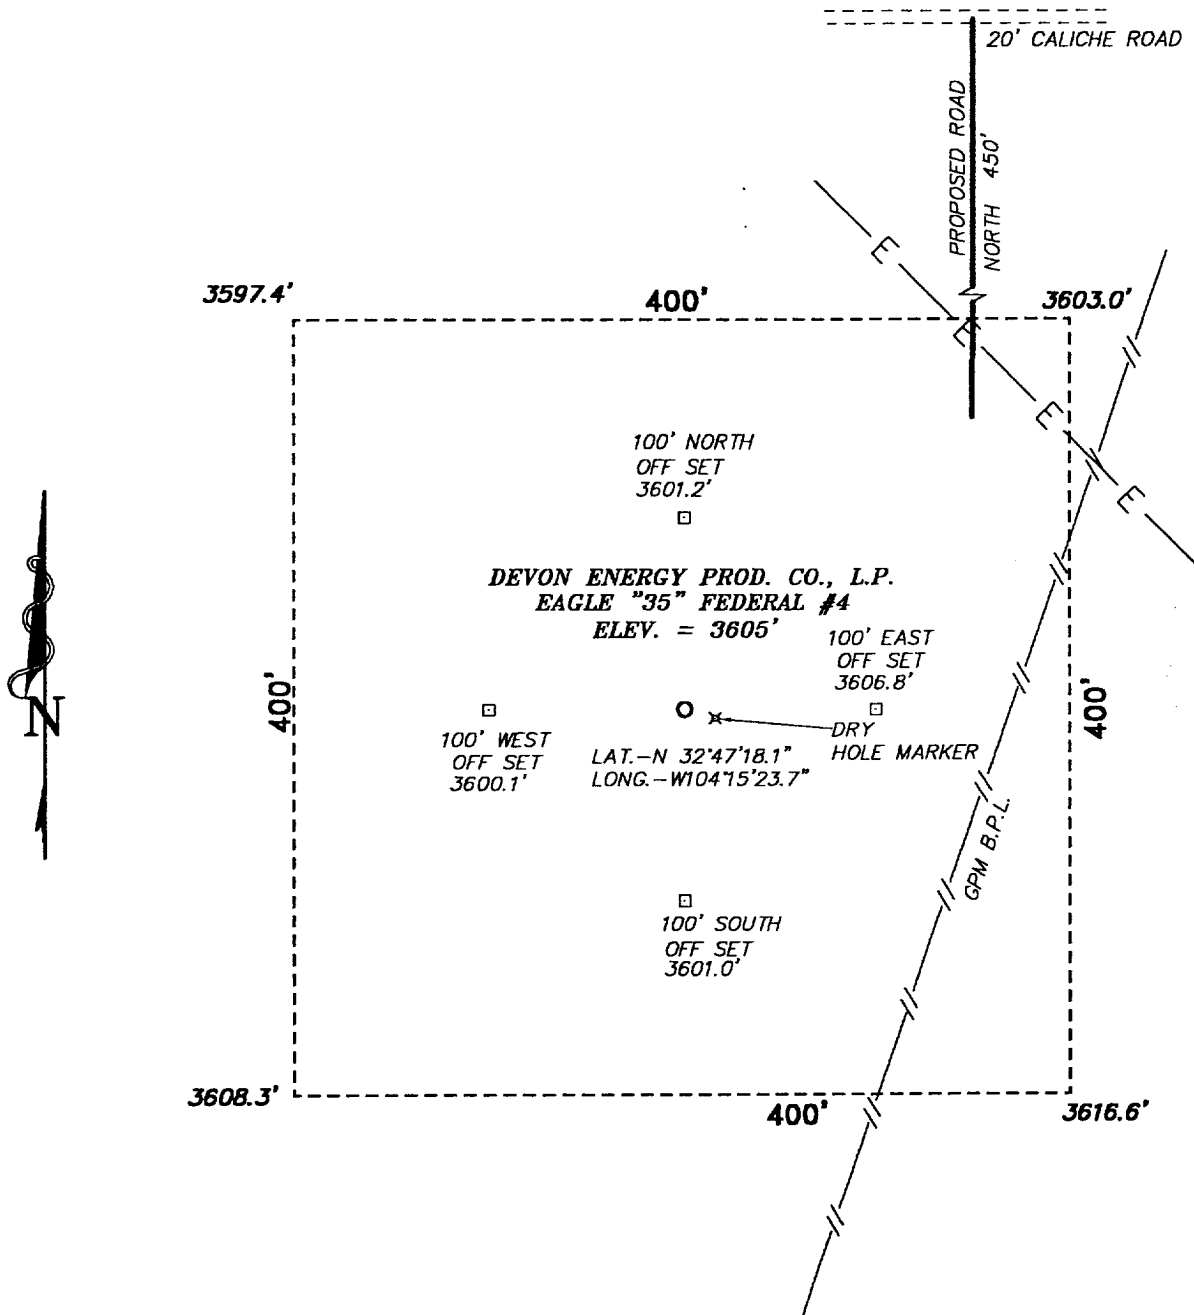 20' CALICHE ROAD
PROPOSED ROAD
NORTH 450'
E
3597.4'
400'
3603.0'
E
E
E
100' NORTH
OFF SET
3601.2'
DEVON ENERGY PROD. CO., L.P.
EAGLE "35" FEDERAL #4
ELEV. = 3605'
100' EAST
OFF SET
3606.8'
400'
400'
N
100' WEST
OFF SET
3600.1'
DRY
HOLE MARKER
LAT.-N 32°47'18.1"
LONG.-W104°15'23.7"
GPM B.P.L.
100' SOUTH
OFF SET
3601.0'
3608.3'
400'
3616.6'